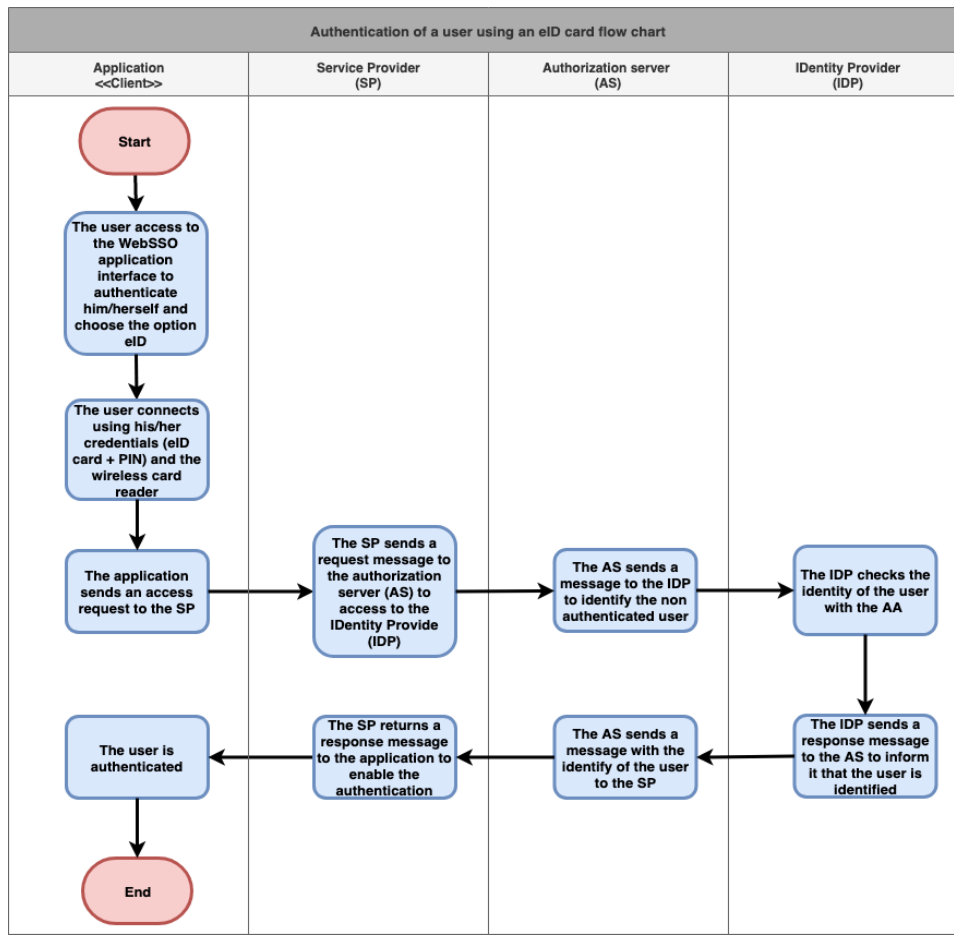 Authentication of a user using an eID card flow chart
Application
<<Client>>
Service Provider
(SP)
Authorization server
(AS)
IDentity Provider
(IDP)
Start
The user access to
the WebSSO
application
interface to
authenticate
him/herself and
choose the option
eID
The user connects
using his/her
credentials (eID
card + PIN) and the
wireless card
reader
The application
sends an access
request to the SP
The SP sends a
request message to
the authorization
server (AS) to
access to the
IDentity Provide
(IDP)
The AS sends a
message to the IDP
to identify the non
authenticated user
The IDP checks the
identity of the user
with the AA
The user is
authenticated
The SP returns a
response message
to the application to
enable the
authentication
The AS sends a
message with the
identify of the user
to the SP
The IDP sends a
response message
to the AS to inform
it that the user is
identified
End